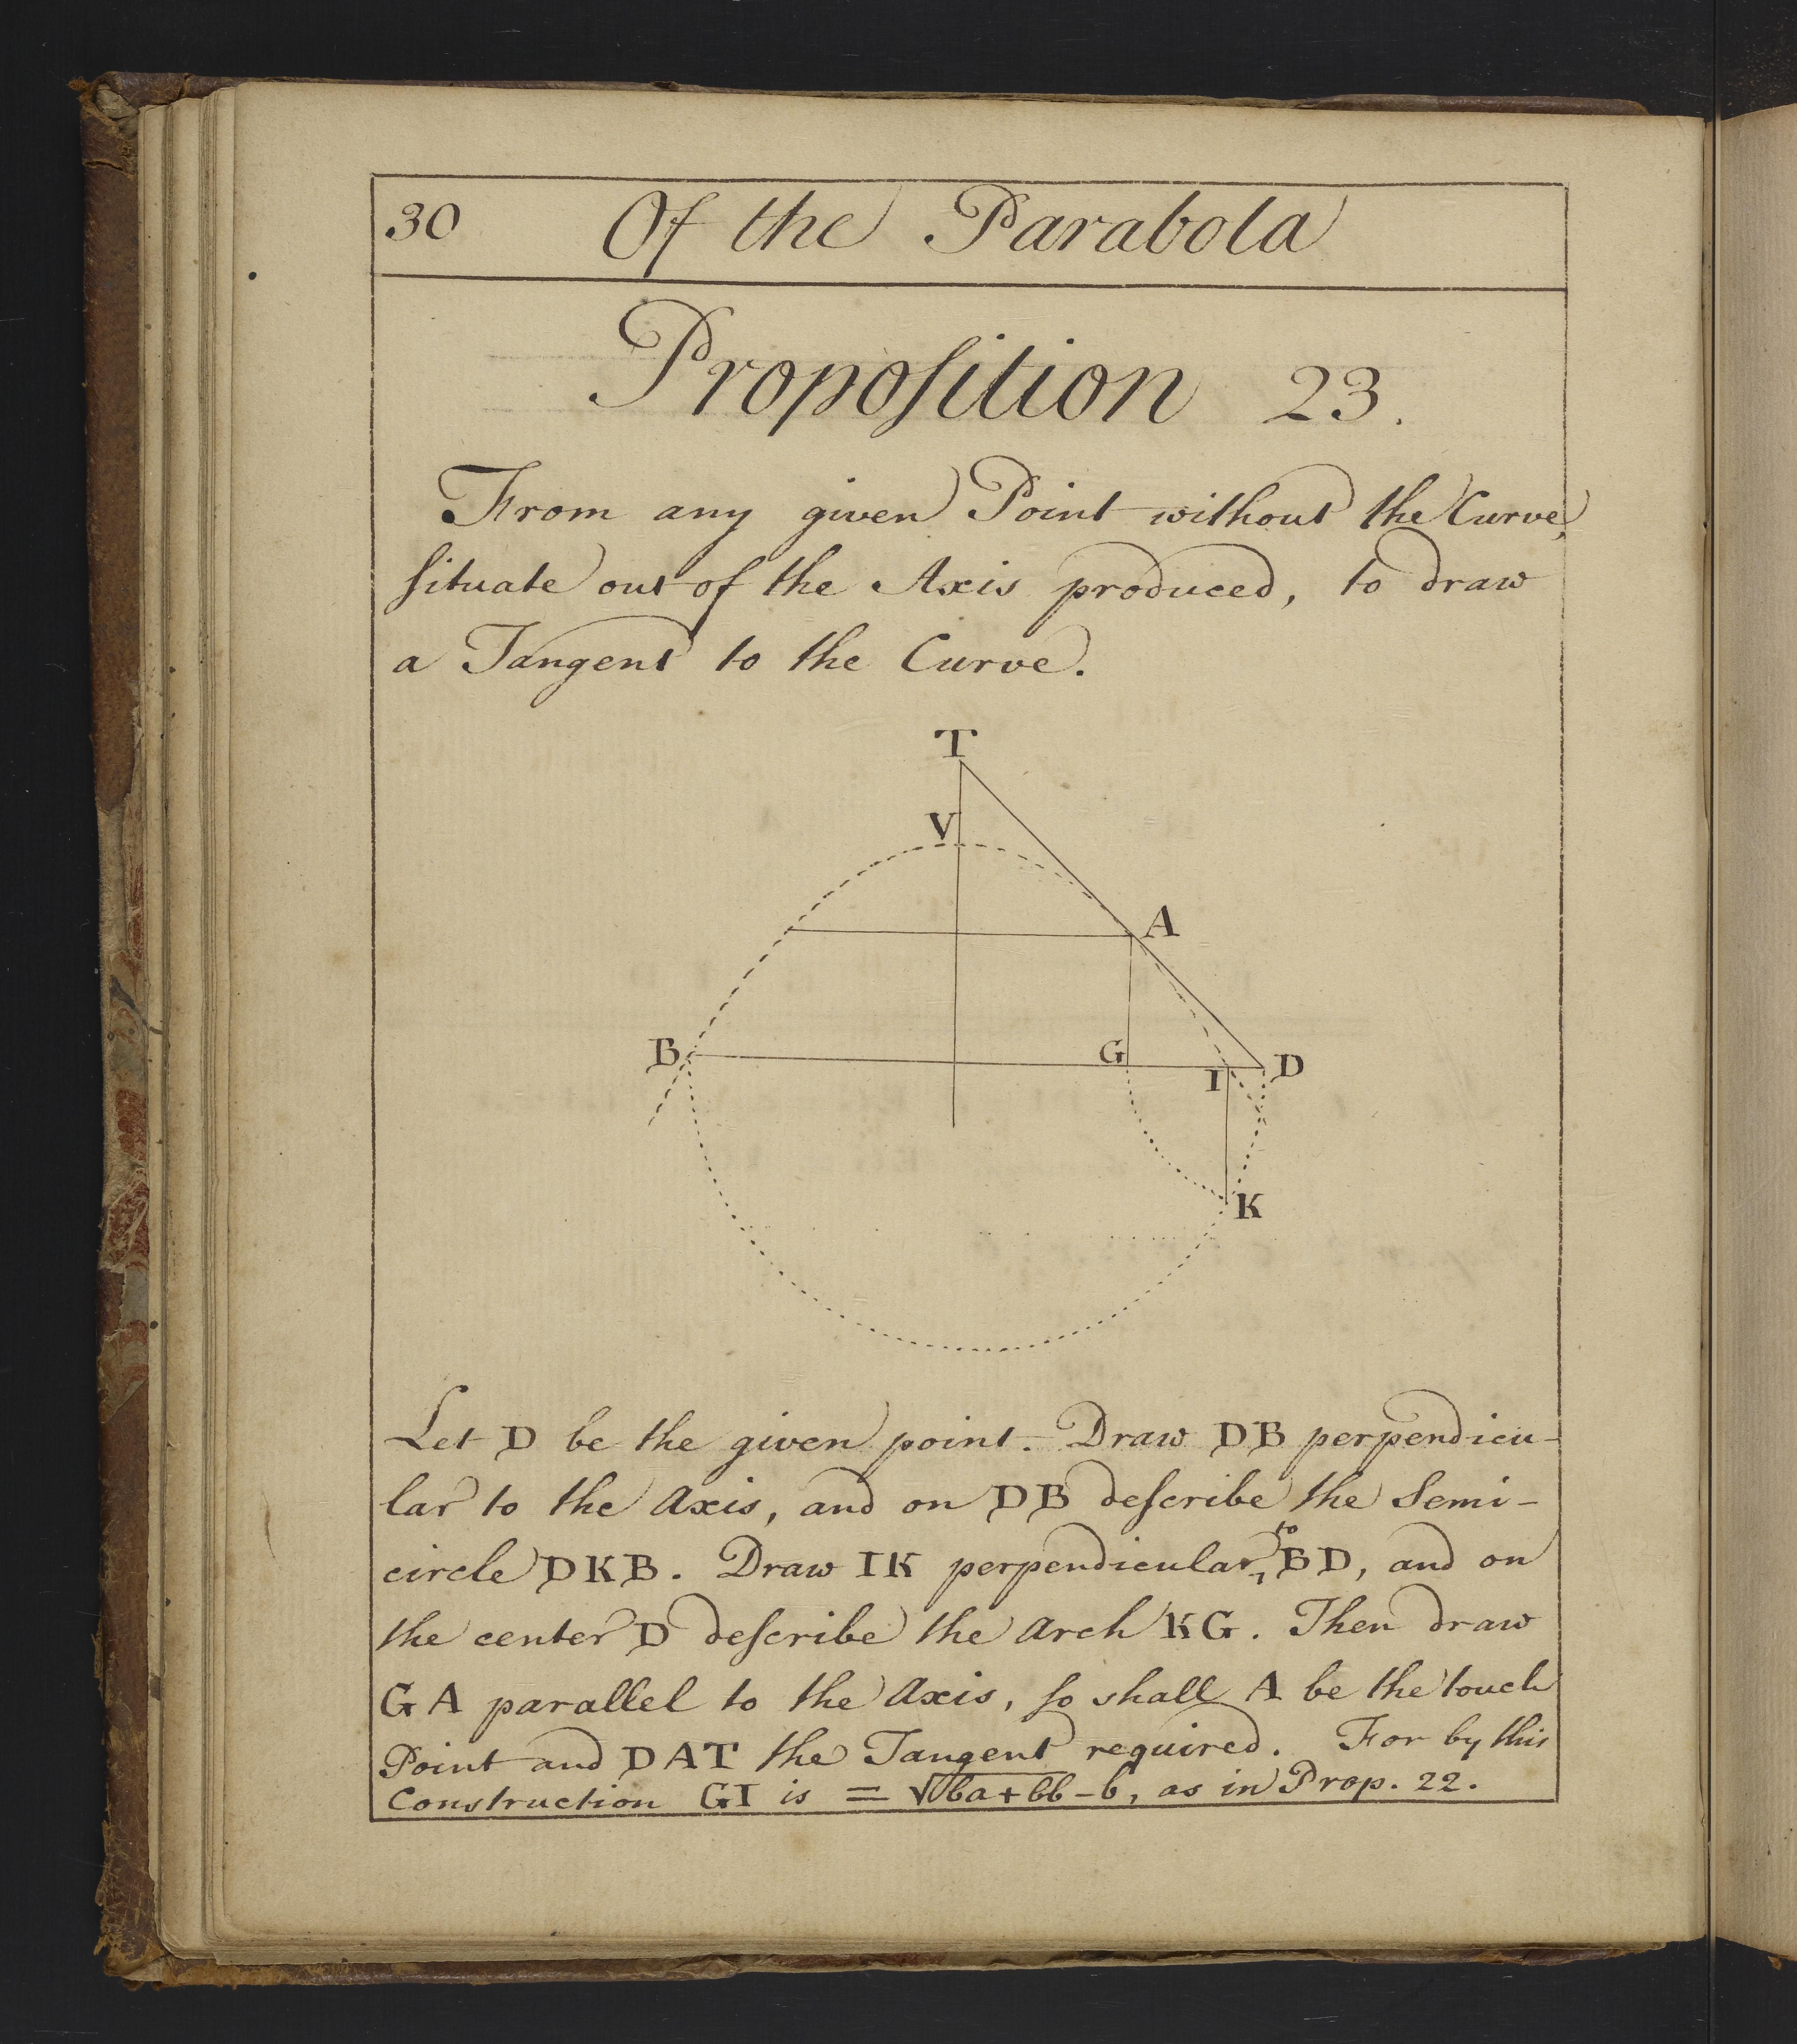 30 Of the Parabola
Propoſition 23.
From any given Point without the Curve,
ſituate out of the Axis produced, to draw
a Tangent to the Curve.
T
V
A
B
G
I
D
K
Let D be the given point. Draw DB perpendicu-
lar to the Axis, and on DB deſcribe the Semi-
circle DKB. Draw IK perpendicular, to BD, and on
the center D deſcribe the Arch KG. Then draw
GA parallel to the Axis, ſo shall A be the touch
Point and DAT the Tangent required. For by this
Construction GI is = √ba+bb-b, as in Prop. 22.